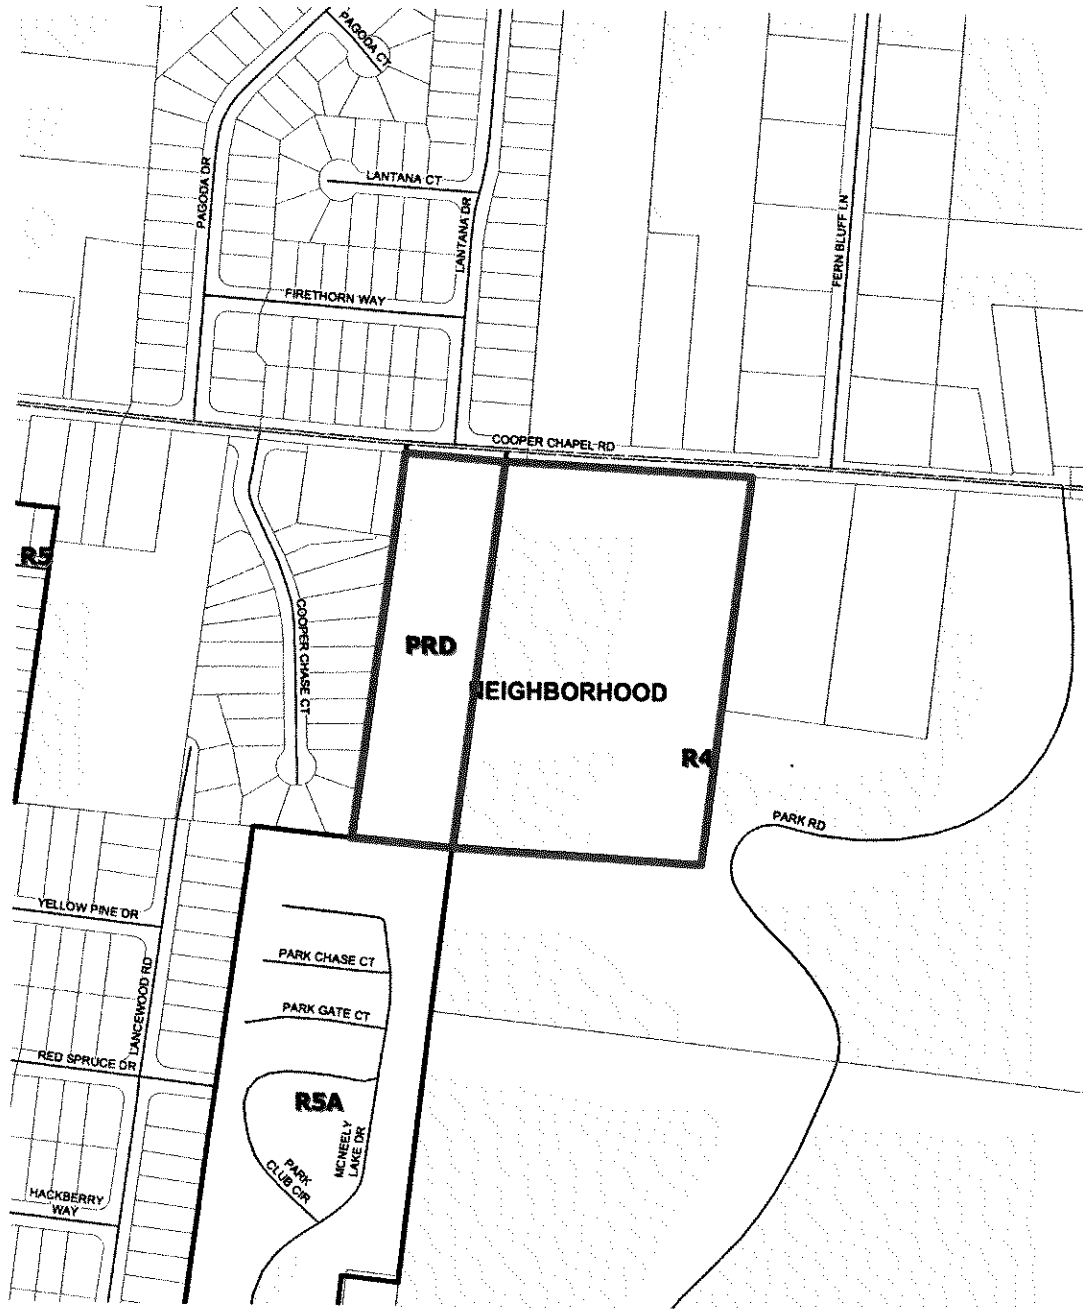 PAGODA CT
LANTANA CT
PAGODA DR
LANTANA DR
FERN BLUFF LN
FIRETHORN WAY
COOPER CHAPEL RD
R5
COOPER CHASE CT
PRD
NEIGHBORHOOD
R4
PARK RD
YELLOW PINE DR
PARK CHASE CT
LANCEWOOD RD
PARK GATE CT
RED SPRUCE DR
R5A
MCNEELY
LAKE DR
PARK
CLUB CIR
HACKBERRY
WAY